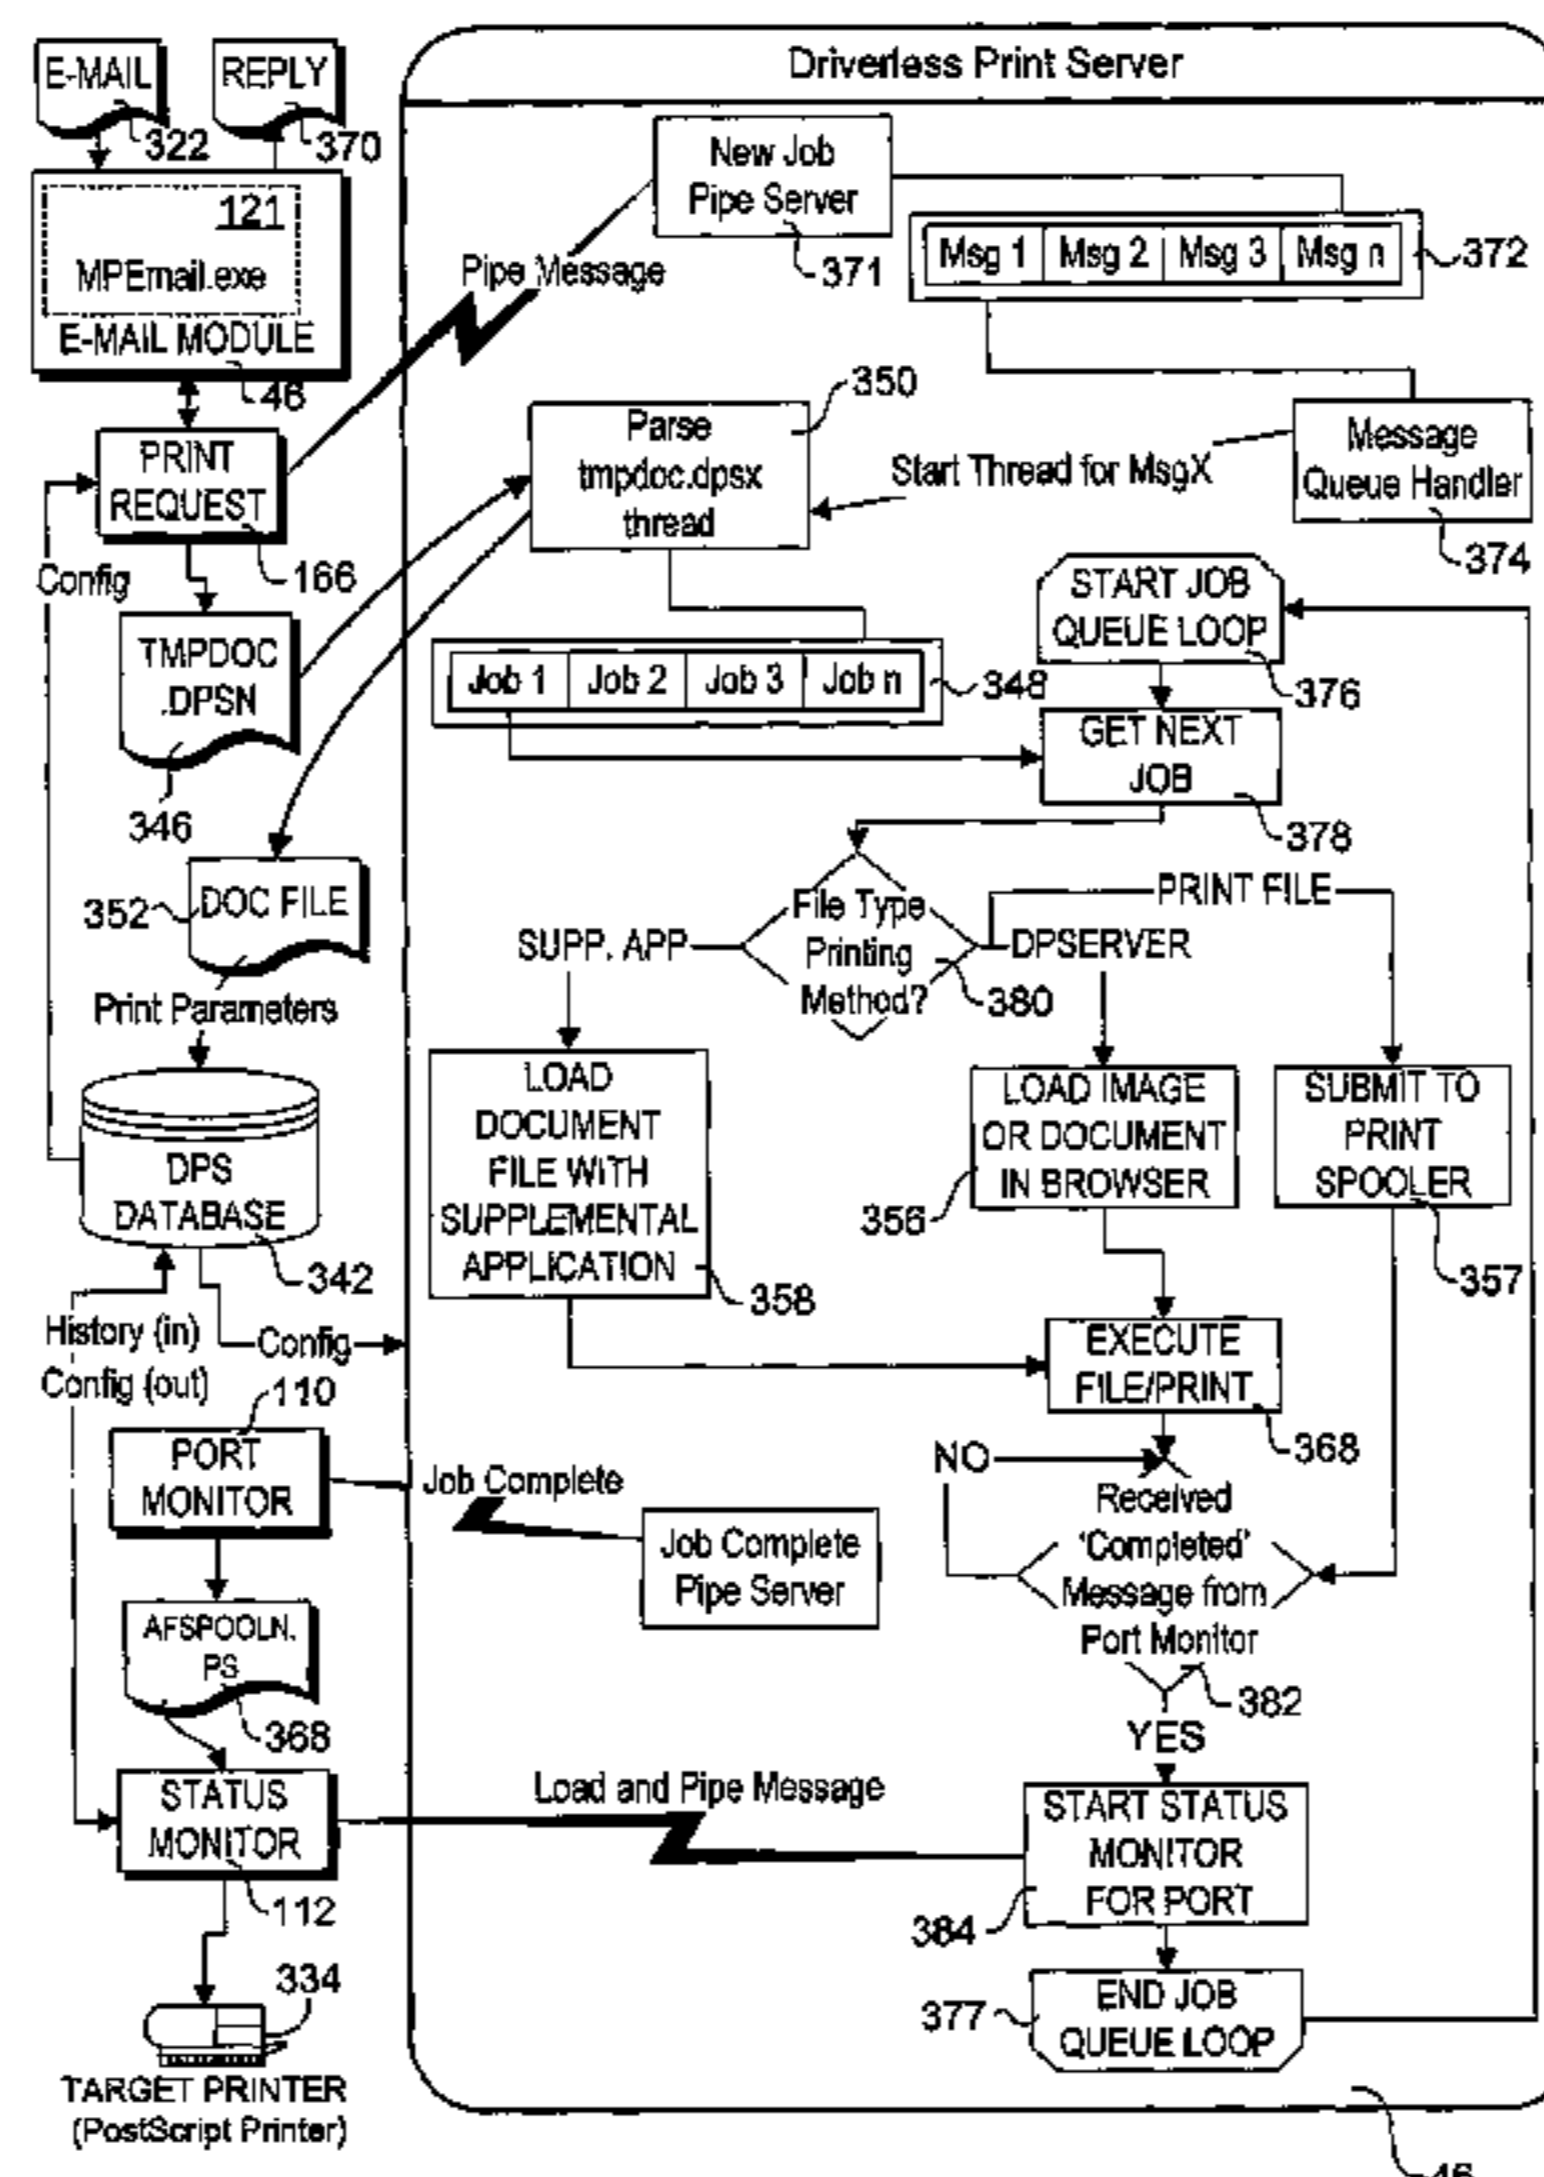 Driverless Print Server
E-MAIL
322
REPLY
370
121
MPEmail.exe
E-MAIL MODULE
46
Pipe Message
New Job
Pipe Server
371
Msg 1 Msg 2 Msg 3 Msg n
372
PRINT
REQUEST
166
Config
Parse
tmpdoc.dpsx
thread
350
Start Thread for MsgX
Message
Queue Handler
374
TMPDOC
.DPSN
346
Job 1 Job 2 Job 3 Job n
348
START JOB
QUEUE LOOP
376
GET NEXT
JOB
378
352
DOC FILE
Print Parameters
File Type
Printing
Method?
380
SUPP. APP
PRINT FILE
DPSERVER
DPS
DATABASE
342
LOAD
DOCUMENT
FILE WITH
SUPPLEMENTAL
APPLICATION
358
LOAD IMAGE
OR DOCUMENT
IN BROWSER
356
SUBMIT TO
PRINT
SPOOLER
357
History (in)
Config (out)
Config
EXECUTE
FILE/PRINT
368
110
PORT
MONITOR
Job Complete
Job Complete
Pipe Server
NO
Received
'Completed'
Message from
Port Monitor
382
YES
AFSPOOLN.
PS
368
STATUS
MONITOR
112
Load and Pipe Message
START STATUS
MONITOR
FOR PORT
384
END JOB
QUEUE LOOP
377
334
TARGET PRINTER
(PostScript Printer)